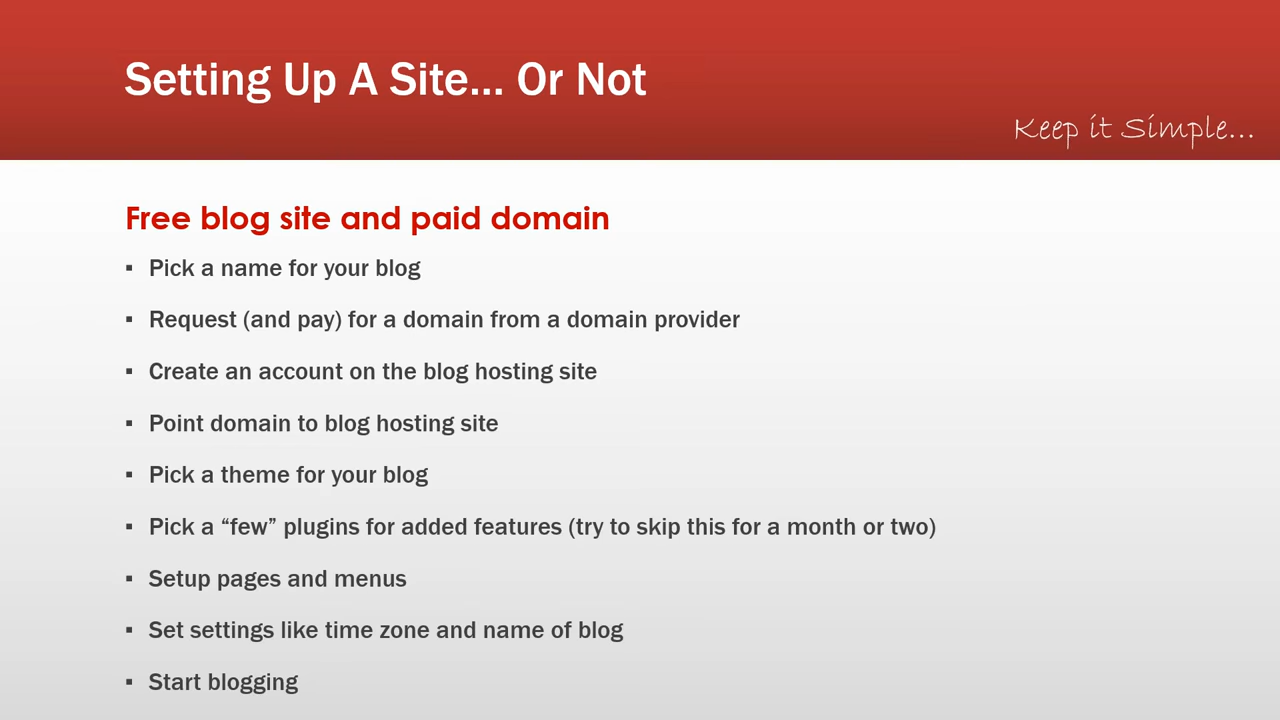 Setting Up A Site... Or Not
Keep it Simple...
Free blog site and paid domain
▪ Pick a name for your blog
▪ Request (and pay) for a domain from a domain provider
▪ Create an account on the blog hosting site
▪ Point domain to blog hosting site
▪ Pick a theme for your blog
▪ Pick a “few” plugins for added features (try to skip this for a month or two)
▪ Setup pages and menus
▪ Set settings like time zone and name of blog
▪ Start blogging